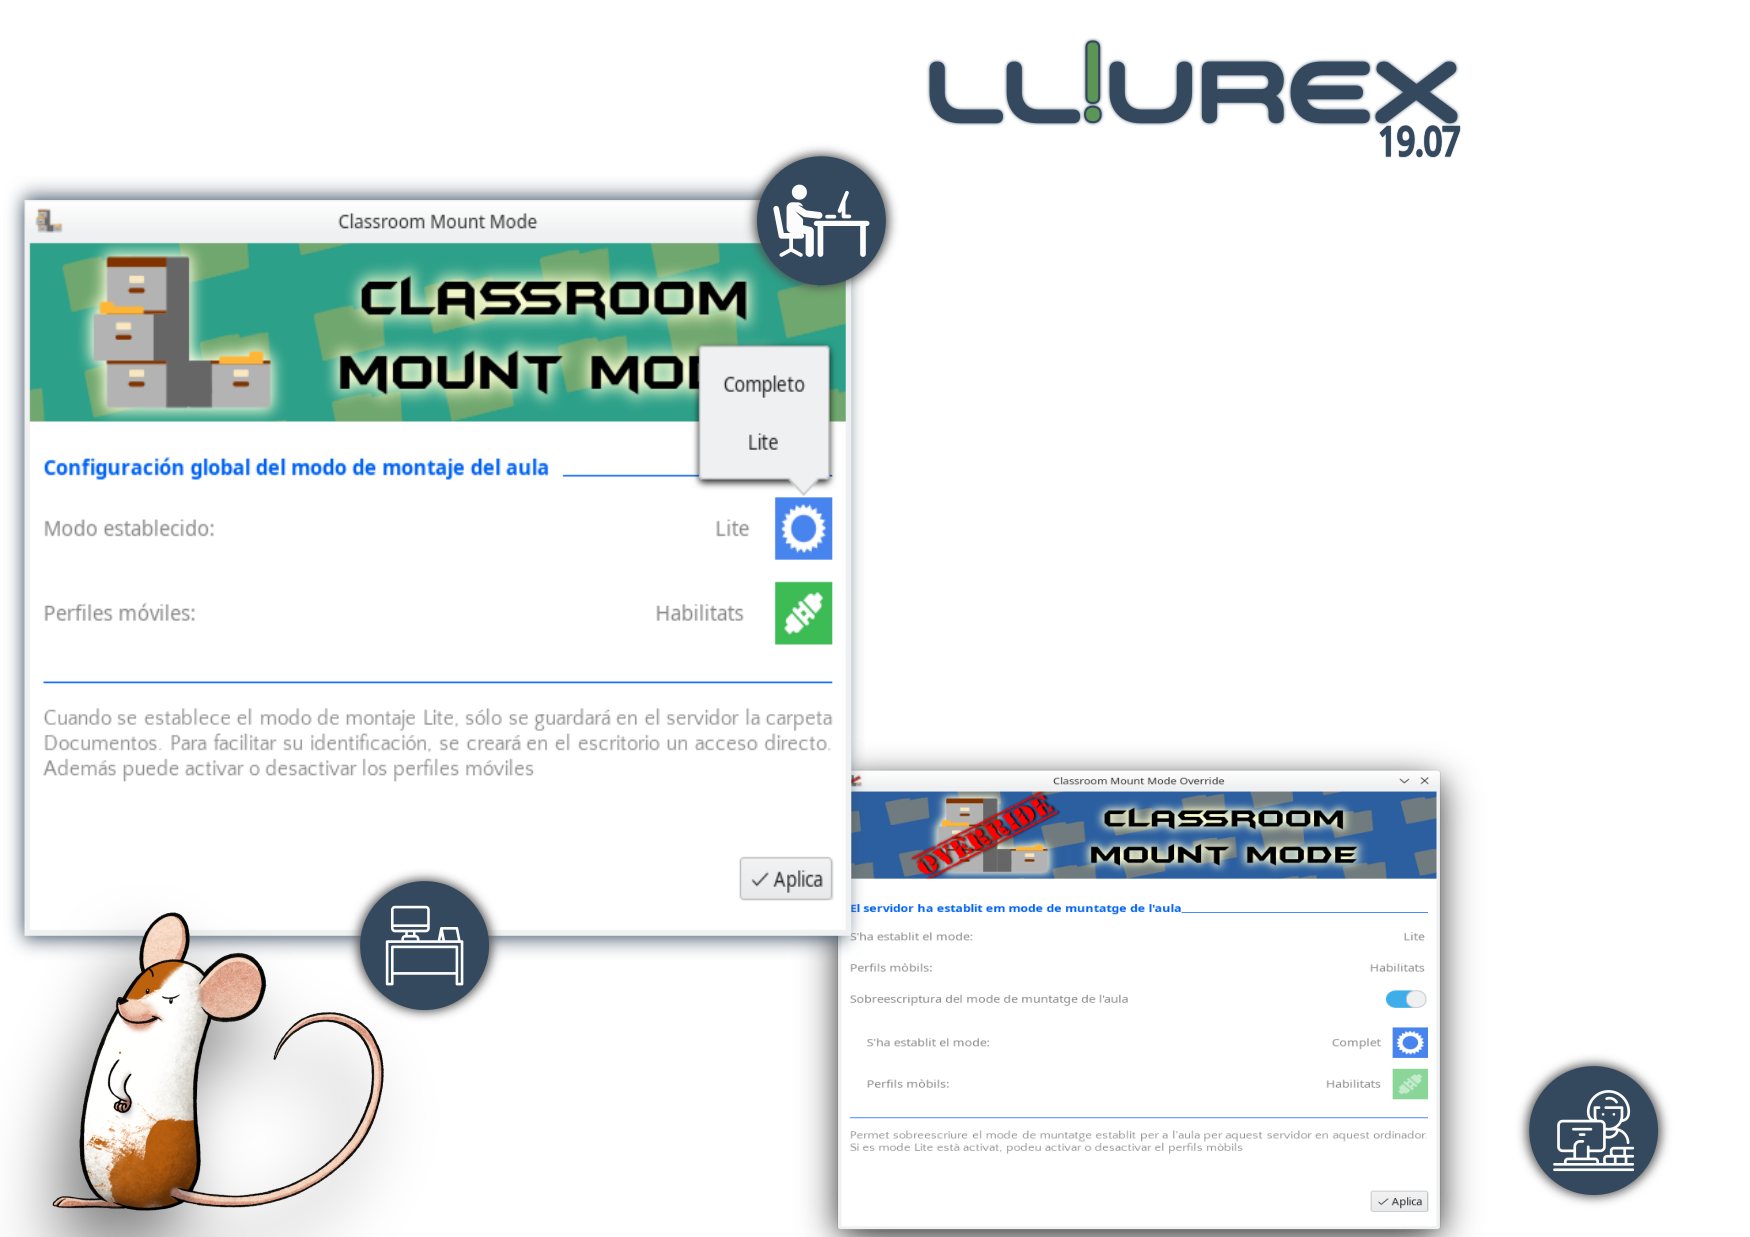 LL!UREX
19.07
Classroom Mount Mode
CLASSROOM
MOUNT MO
Completo
Lite
Configuración global del modo de montaje del aula
Modo establecido: Lite
Perfiles móviles: Habilitats
Cuando se establece el modo de montaje Lite, sólo se guardará en el servidor la carpeta
Documentos. Para facilitar su identificación, se creará en el escritorio un acceso directo.
Además puede activar o desactivar los perfiles móviles
Aplica
Classroom Mount Mode Override
OVERRIDE
CLASSROOM
MOUNT MODE
El servidor ha establit em mode de muntatge de l'aula
S'ha establit el mode: Lite
Perfils mòbils: Habilitats
Sobreescriptura del mode de muntatge de l'aula
S'ha establit el mode: Complet
Perfils mòbils: Habilitats
Permet sobreescriure el mode de muntatge establit per a l'aula per aquest servidor en aquest ordinador.
Si es mode Lite està activat, podeu activar o desactivar el perfils mòbils
Aplica